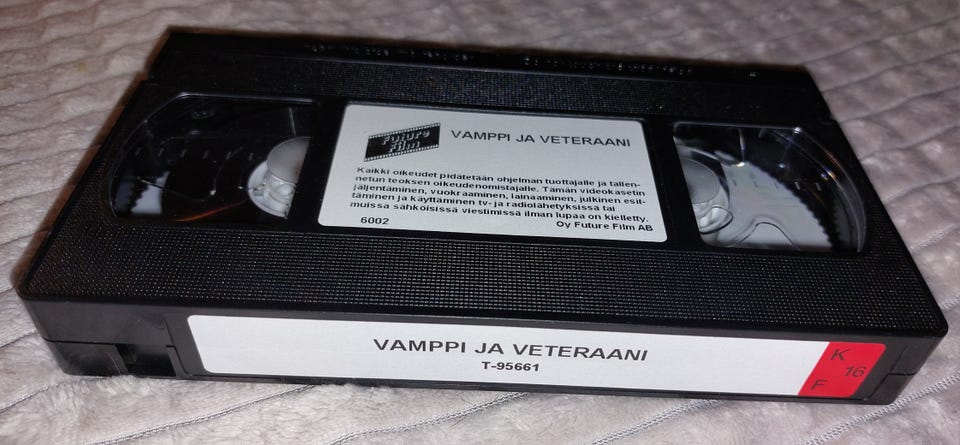 Future
Film
VAMPPI JA VETERAANI
Kaikki oikeudet pidätetään ohjelman tuottajalle ja tallen-
netun teoksen oikeudenomistajalle. Tämän videokasetin
jäljentäminen, vuokraaminen, lainaaminen, julkinen esit-
täminen ja käyttäminen tv- ja radiolähetyksissä tai
muissa sähköisissä viestimissä ilman lupaa on kielletty.
6002
Oy Future Film AB
VAMPPI JA VETERAANI
T-95661
K
16
F